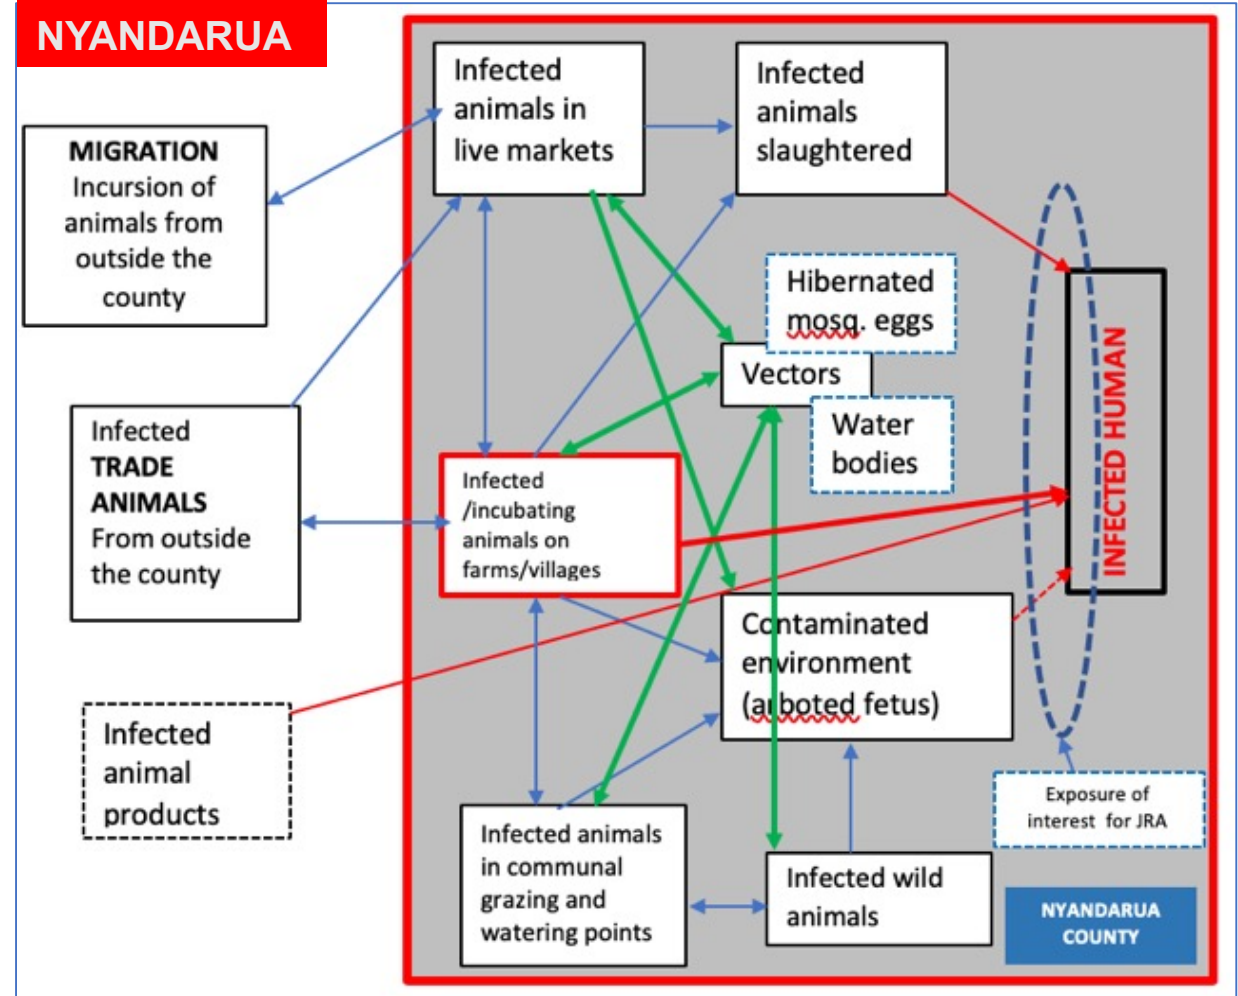 NYANDARUA
MIGRATION
Incursion of
animals from
outside the
county
Infected
TRADE
ANIMALS
From outside
the county
Infected
animal
products
Infected
animals in
live markets
Infected
animals
slaughtered
Hibernated
mosq. eggs
Vectors
Water
bodies
Infected
/incubating
animals on
farms/villages
Contaminated
environment
(arboted fetus)
Infected animals
in communal
grazing and
watering points
Infected wild
animals
INFECTED HUMAN
Exposure of
interest for JRA
NYANDARUA
COUNTY